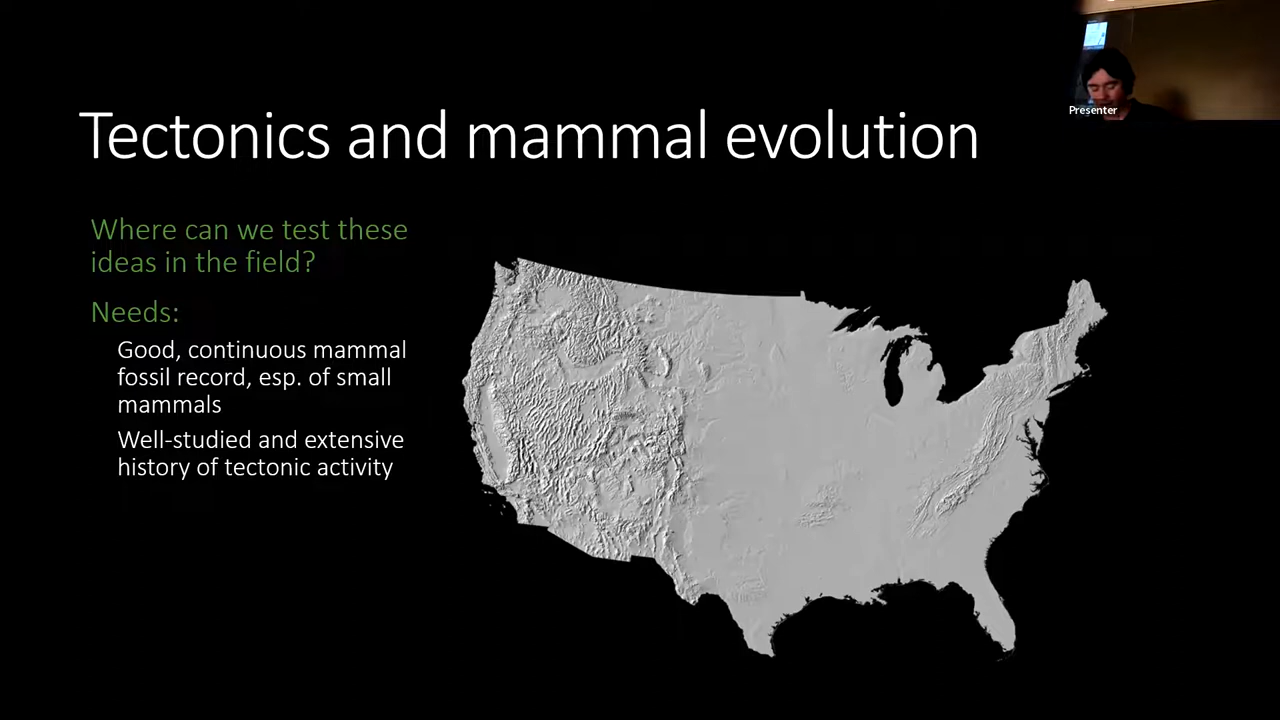 Presenter
Tectonics and mammal evolution
Where can we test these
ideas in the field?
Needs:
Good, continuous mammal
fossil record, esp. of small
mammals
Well-studied and extensive
history of tectonic activity